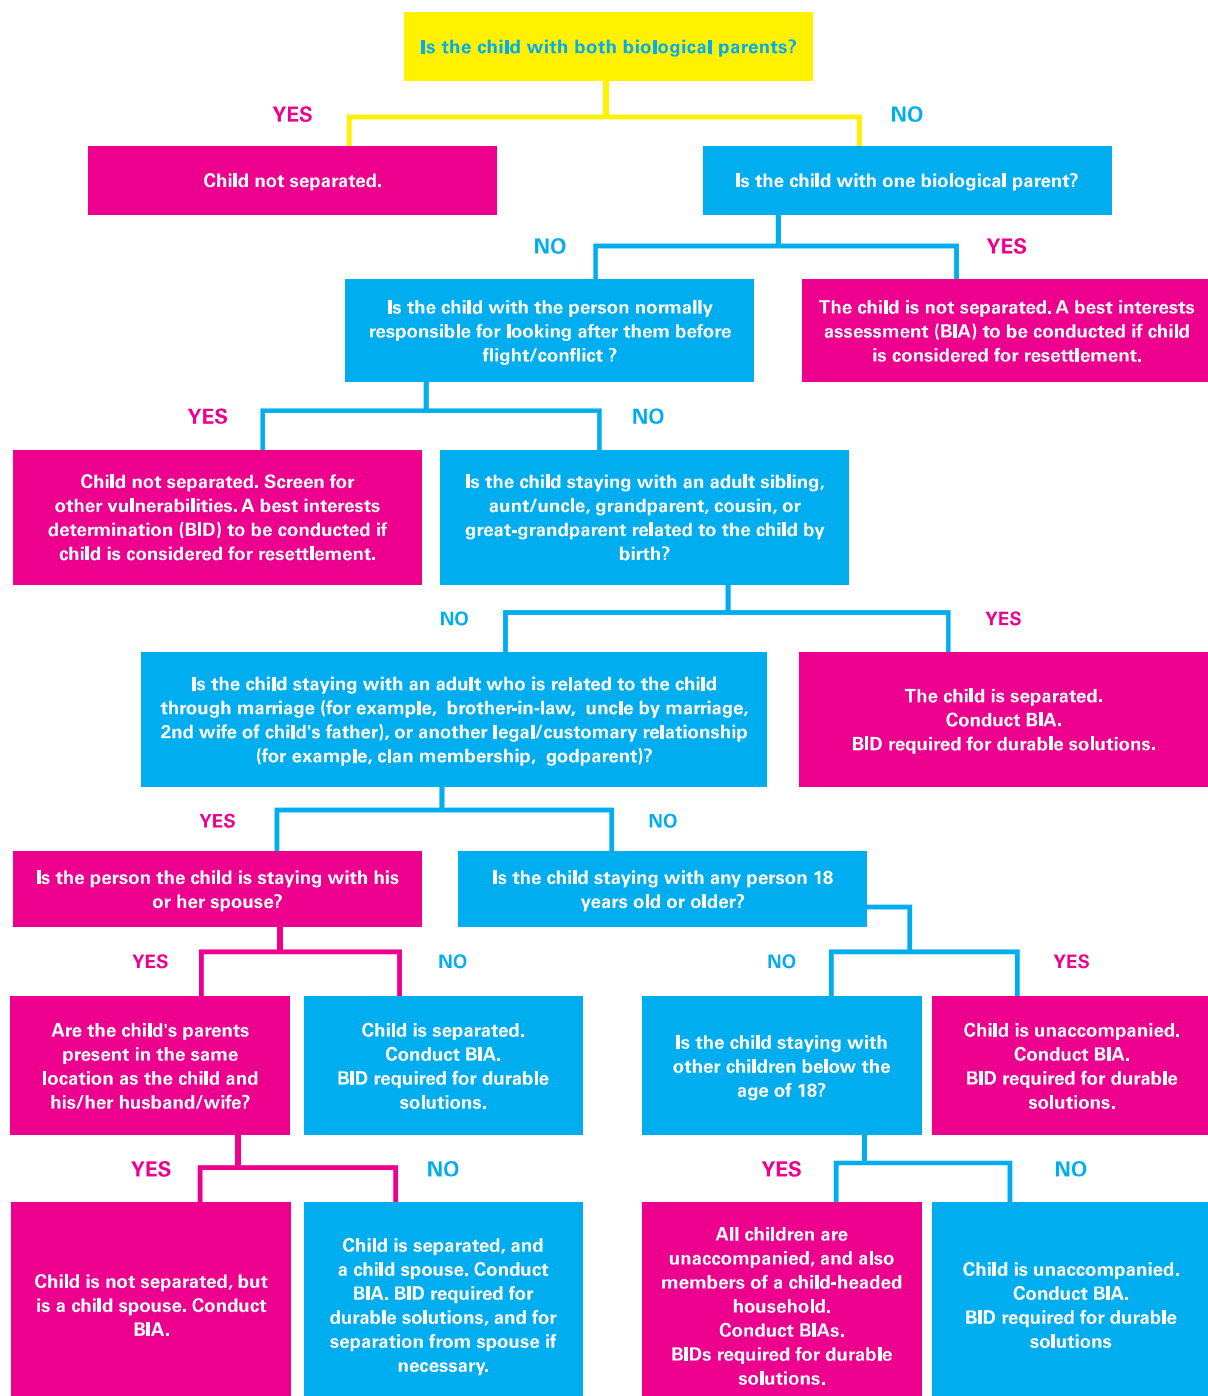 Is the child with both biological parents?
YES
NO
Child not separated.
Is the child with one biological parent?
NO
YES
Is the child with the person normally
responsible for looking after them before
flight/conflict ?
The child is not separated. A best interests
assessment (BIA) to be conducted if child
is considered for resettlement.
YES
NO
Child not separated. Screen for
other vulnerabilities. A best interests
determination (BID) to be conducted if
child is considered for resettlement.
Is the child staying with an adult sibling,
aunt/uncle, grandparent, cousin, or
great-grandparent related to the child by
birth?
NO
YES
Is the child staying with an adult who is related to the child
through marriage (for example, brother-in-law, uncle by marriage,
2nd wife of child's father), or another legal/customary relationship
(for example, clan membership, godparent)?
The child is separated.
Conduct BIA.
BID required for durable solutions.
YES
NO
Is the person the child is staying with his
or her spouse?
Is the child staying with any person 18
years old or older?
YES
NO
NO
YES
Are the child's parents
present in the same
location as the child and
his/her husband/wife?
Child is separated.
Conduct BIA.
BID required for durable
solutions.
Is the child staying with
other children below the
age of 18?
Child is unaccompanied.
Conduct BIA.
BID required for durable
solutions.
YES
NO
YES
NO
Child is not separated, but
is a child spouse. Conduct
BIA.
Child is separated, and
a child spouse. Conduct
BIA. BID required for
durable solutions, and for
separation from spouse if
necessary.
All children are
unaccompanied, and also
members of a child-headed
household.
Conduct BIAs.
BIDs required for durable
solutions.
Child is unaccompanied.
Conduct BIA.
BID required for durable
solutions